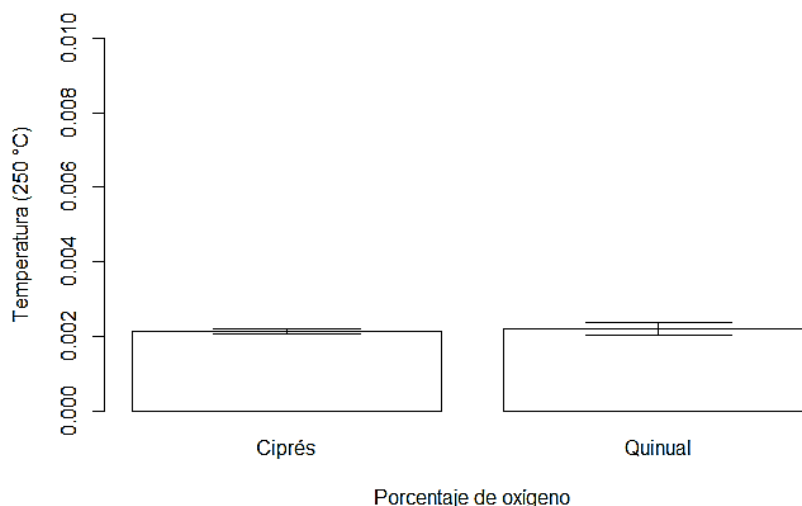 Temperatura (250 °C)
0.010
0.008
0.006
0.004
0.002
0.000
Ciprés
Quinual
Porcentaje de oxígeno